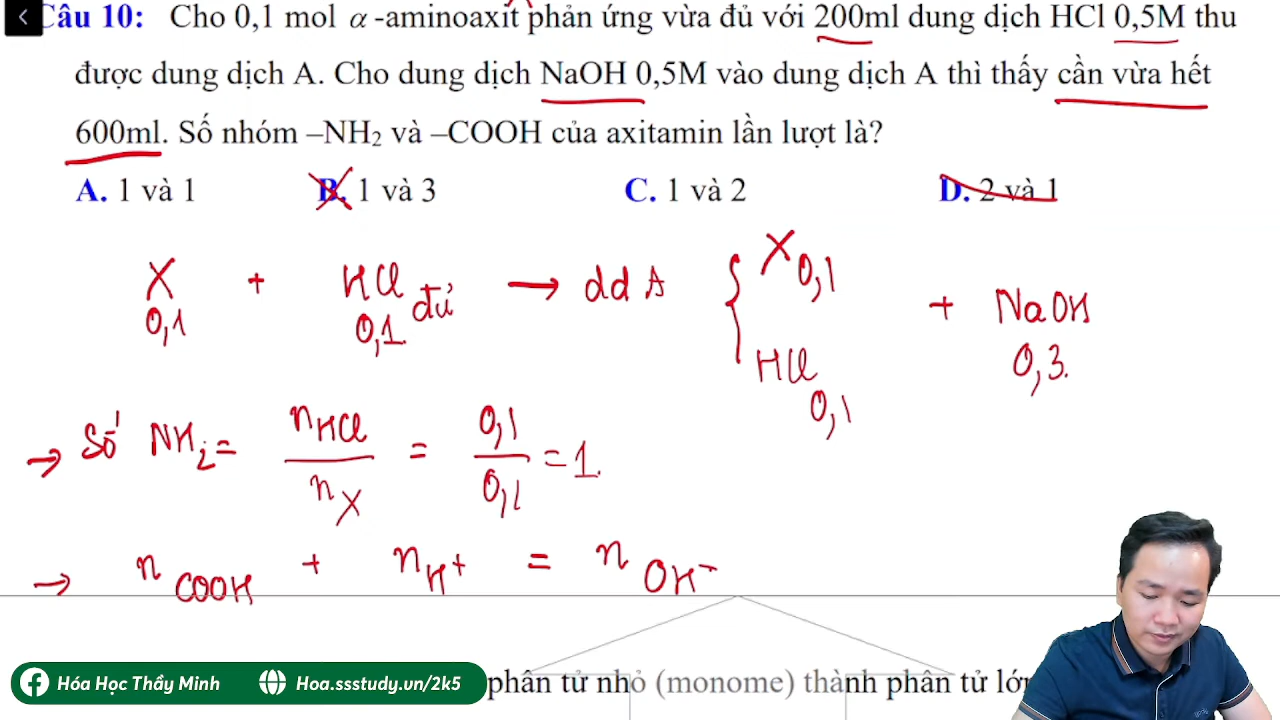 Câu 10: Cho 0,1 mol α -aminoaxit phản ứng vừa đủ với 200ml dung dịch HCl 0,5M thu
được dung dịch A. Cho dung dịch NaOH 0,5M vào dung dịch A thì thấy cần vừa hết
600ml. Số nhóm –NH₂ và –COOH của axitamin lần lượt là?
A. 1 và 1 B. 1 và 3 C. 1 và 2 D. 2 và 1
X + HCl đủ → dd A { X 0,1 + NaOH
0,1 0,1 HCl 0,1 0,3
→ Số NH₂ = nHCl / nX = 0,1 / 0,1 = 1
→ nCOOH + nH⁺ = nOH⁻
Hóa Học Thầy Minh Hoa.ssstudy.vn/2k5 phân tử nhỏ (monome) thành phân tử lớn